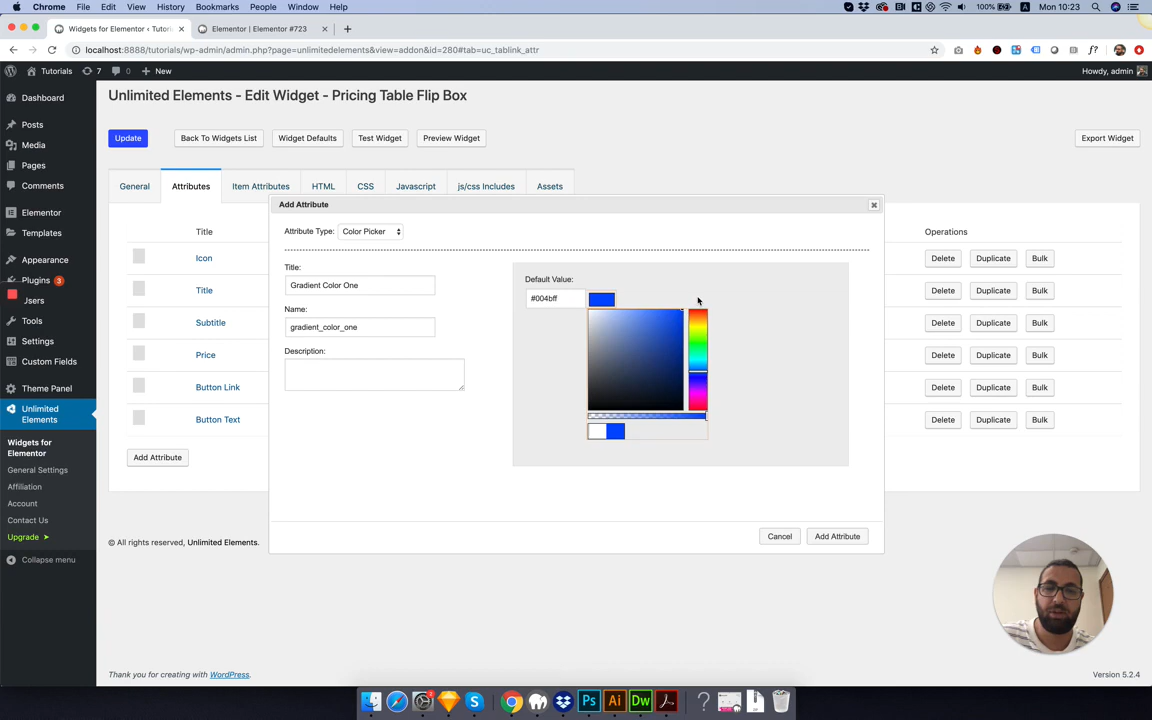 Chrome File Edit View History Bookmarks People Window Help 100% Mon 10:23
Widgets for Elementor ‹ Tutori Elementor | Elementor #723
localhost:8888/tutorials/wp-admin/admin.php?page=unlimitedelements&view=addon&id=280#tab=uc_tablink_attr
Tutorials 7 0 New Howdy, admin
Unlimited Elements - Edit Widget - Pricing Table Flip Box
Update Back To Widgets List Widget Defaults Test Widget Preview Widget Export Widget
General Attributes Item Attributes HTML CSS Javascript js/css Includes Assets
Dashboard
Posts
Media
Pages
Comments
Elementor
Templates
Appearance
Plugins 3
Jsers
Tools
Settings
Custom Fields
Theme Panel
Unlimited
Elements
Widgets for
Elementor
General Settings
Affiliation
Account
Contact Us
Upgrade ➤
Collapse menu
Title Operations
Icon Delete Duplicate Bulk
Title Delete Duplicate Bulk
Subtitle Delete Duplicate Bulk
Price Delete Duplicate Bulk
Button Link Delete Duplicate Bulk
Button Text Delete Duplicate Bulk
Add Attribute
Add Attribute
Attribute Type: Color Picker
Title:
Gradient Color One
Name:
gradient_color_one
Description:
Default Value:
#004bff
Cancel Add Attribute
© All rights reserved, Unlimited Elements.
Thank you for creating with WordPress. Version 5.2.4
Ps Ai Dw